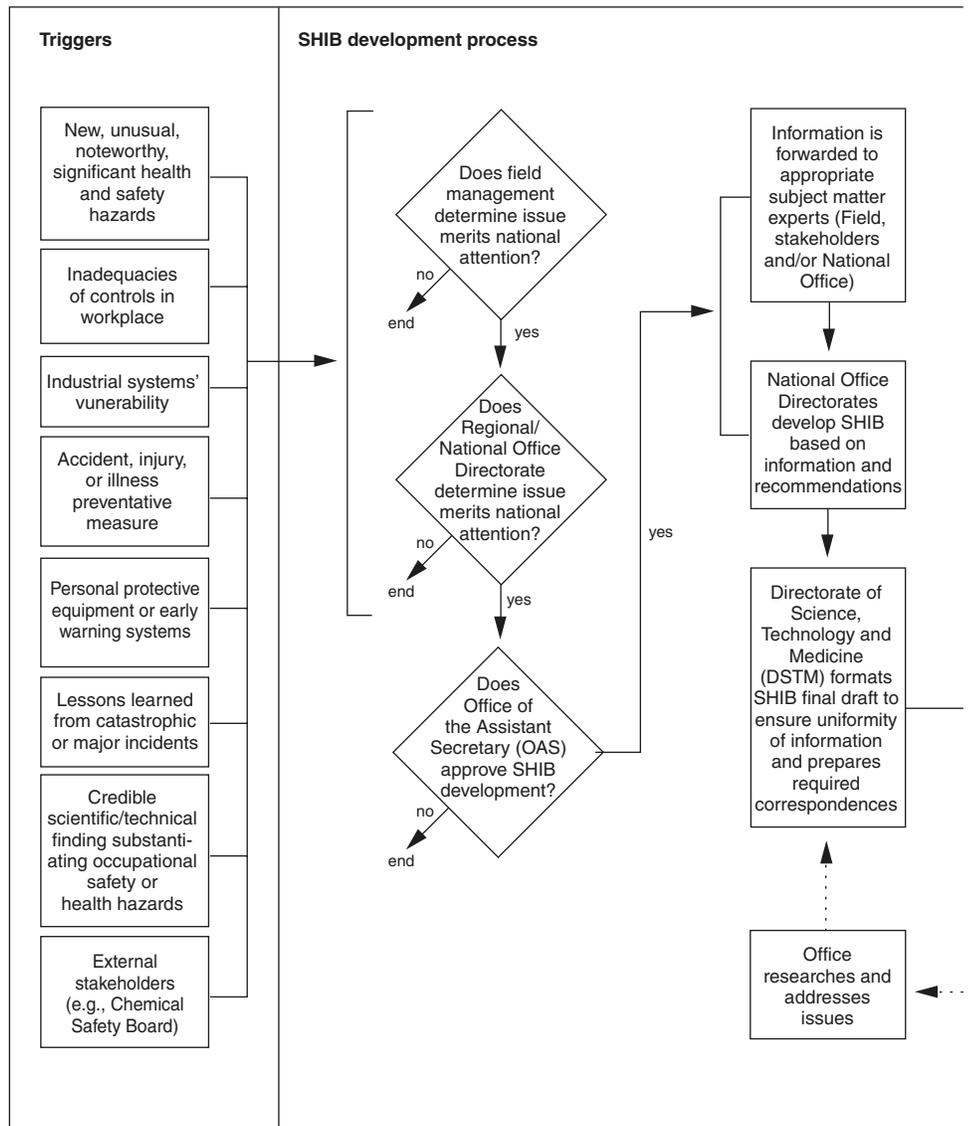 Triggers
SHIB development process
New, unusual,
noteworthy,
significant health
and safety
hazards
Inadequacies
of controls in
workplace
Industrial systems'
vunerability
Accident, injury,
or illness
preventative
measure
Personal protective
equipment or early
warning systems
Lessons learned
from catastrophic
or major incidents
Credible
scientific/technical
finding substanti-
ating occupational
safety or
health hazards
External
stakeholders
(e.g., Chemical
Safety Board)
Does field
management
determine issue
merits national
attention?
no
end
yes
Does
Regional/
National Office
Directorate
determine issue
merits national
attention?
no
end
yes
Does
Office of
the Assistant
Secretary (OAS)
approve SHIB
development?
no
end
yes
Information is
forwarded to
appropriate
subject matter
experts (Field,
stakeholders
and/or National
Office)
National Office
Directorates
develop SHIB
based on
information and
recommendations
Directorate of
Science,
Technology and
Medicine
(DSTM) formats
SHIB final draft to
ensure uniformity
of information
and prepares
required
correspondences
Office
researches and
addresses
issues